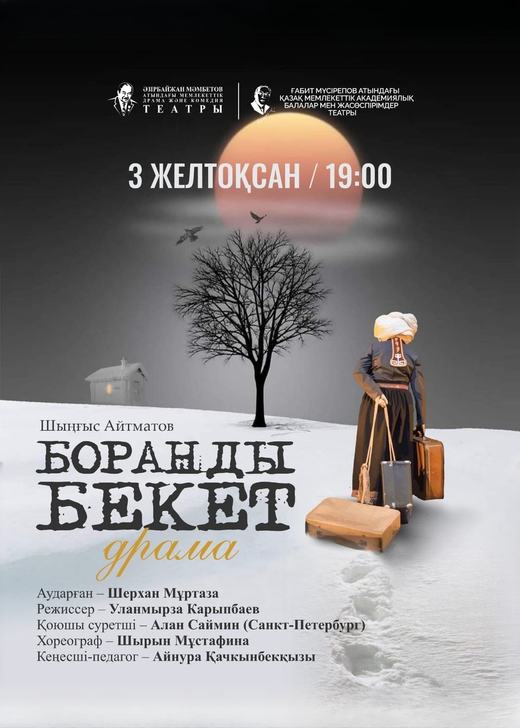 ӘЗІРБАЙЖАН МӘМБЕТОВ
АТЫНДАҒЫ МЕМЛЕКЕТТІК
ДРАМА ЖӘНЕ КОМЕДИЯ
ТЕАТРЫ
ҒАБИТ МҮСІРЕПОВ АТЫНДАҒЫ
ҚАЗАҚ МЕМЛЕКЕТТІК АКАДЕМИЯЛЫҚ
БАЛАЛАР МЕН ЖАСӨСПІРІМДЕР
ТЕАТРЫ
3 ЖЕЛТОҚСАН / 19:00
Шыңғыс Айтматов
БОРАНДЫ
БЕКЕТ
драма
Аударған – Шерхан Мұртаза
Режиссер – Уланмырза Карыпбаев
Қоюшы суретші – Алан Саймин (Санкт-Петербург)
Хореограф – Шырын Мұстафина
Кеңесші-педагог – Айнура Качкынбекқызы